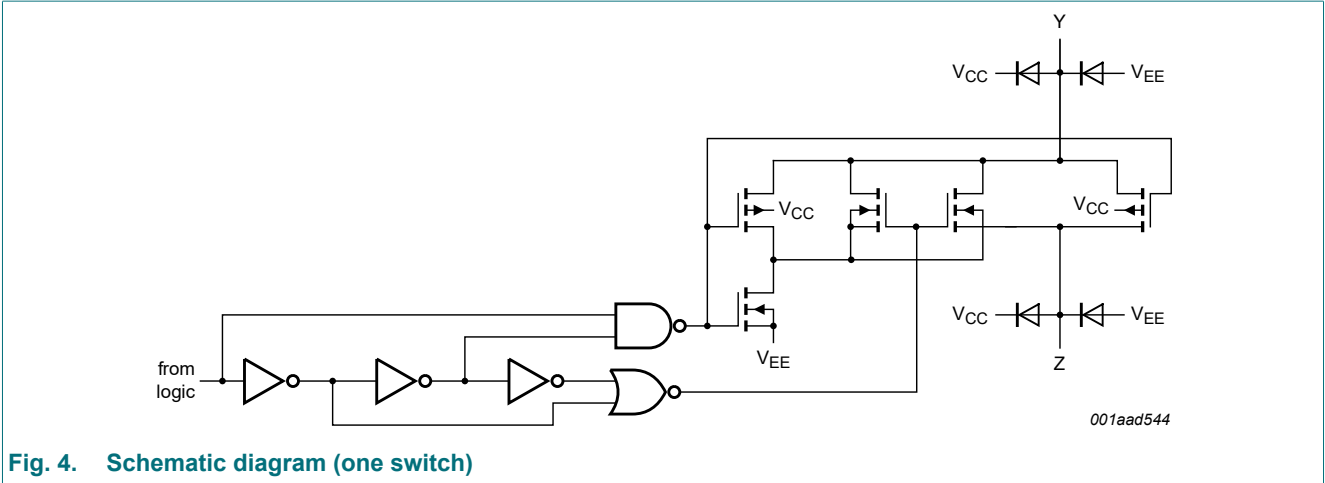 Y
VCC
VEE
VCC
VCC
VCC
VEE
VEE
Z
from
logic
001aad544
Fig. 4. Schematic diagram (one switch)